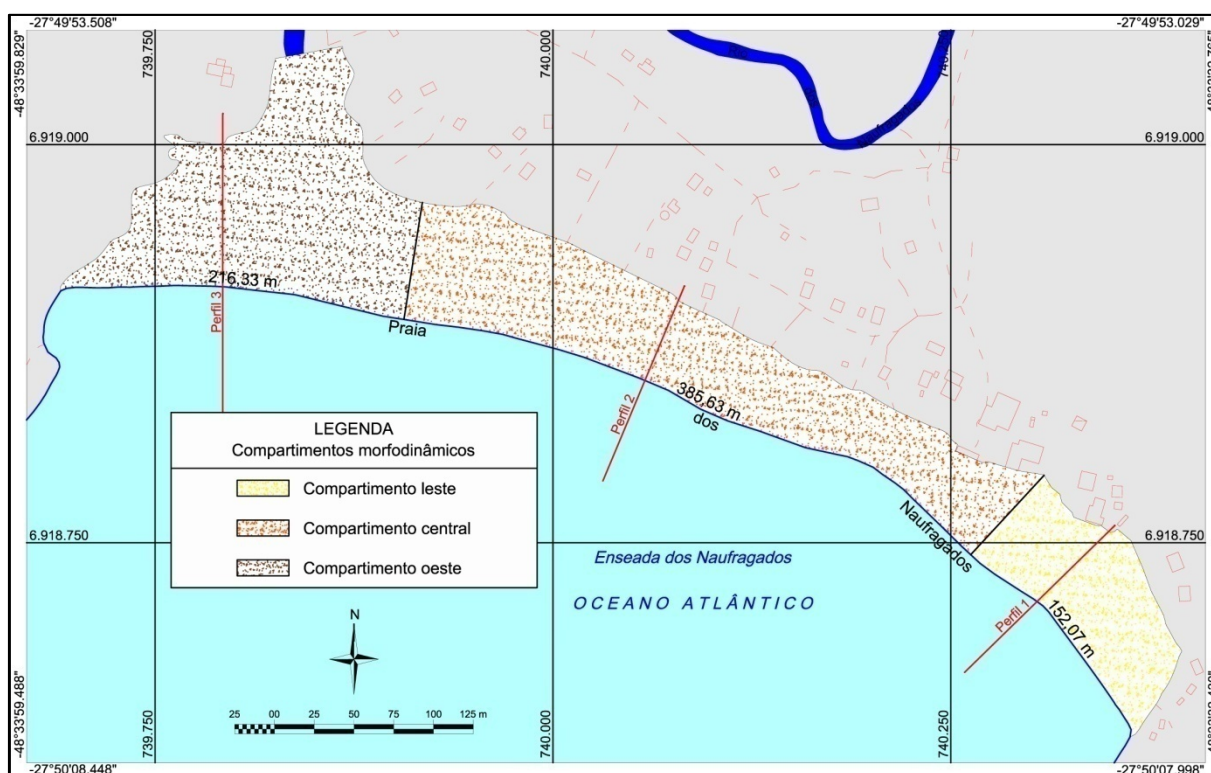 -27°49'53.508"
-27°49'53.029"
-48°33'59.829"
739.750
740.000
Rio
6.919.000
6.919.000
216,33 m
Perfil 3
Praia
Perfil 2
385,63 m
dos
LEGENDA
Compartimentos morfodinâmicos
Compartimento leste
Compartimento central
Compartimento oeste
Naufragados
6.918.750
6.918.750
Enseada dos Naufragados
OCEANO ATLÂNTICO
Perfil 1
152,07 m
N
25 00 25 50 75 100 125 m
-48°33'59.488"
739.750
740.000
740.250
-27°50'08.448"
-27°50'07.998"